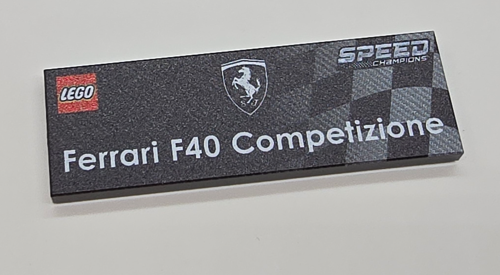 LEGO
SPEED
CHAMPIONS
Ferrari F40 Competizione